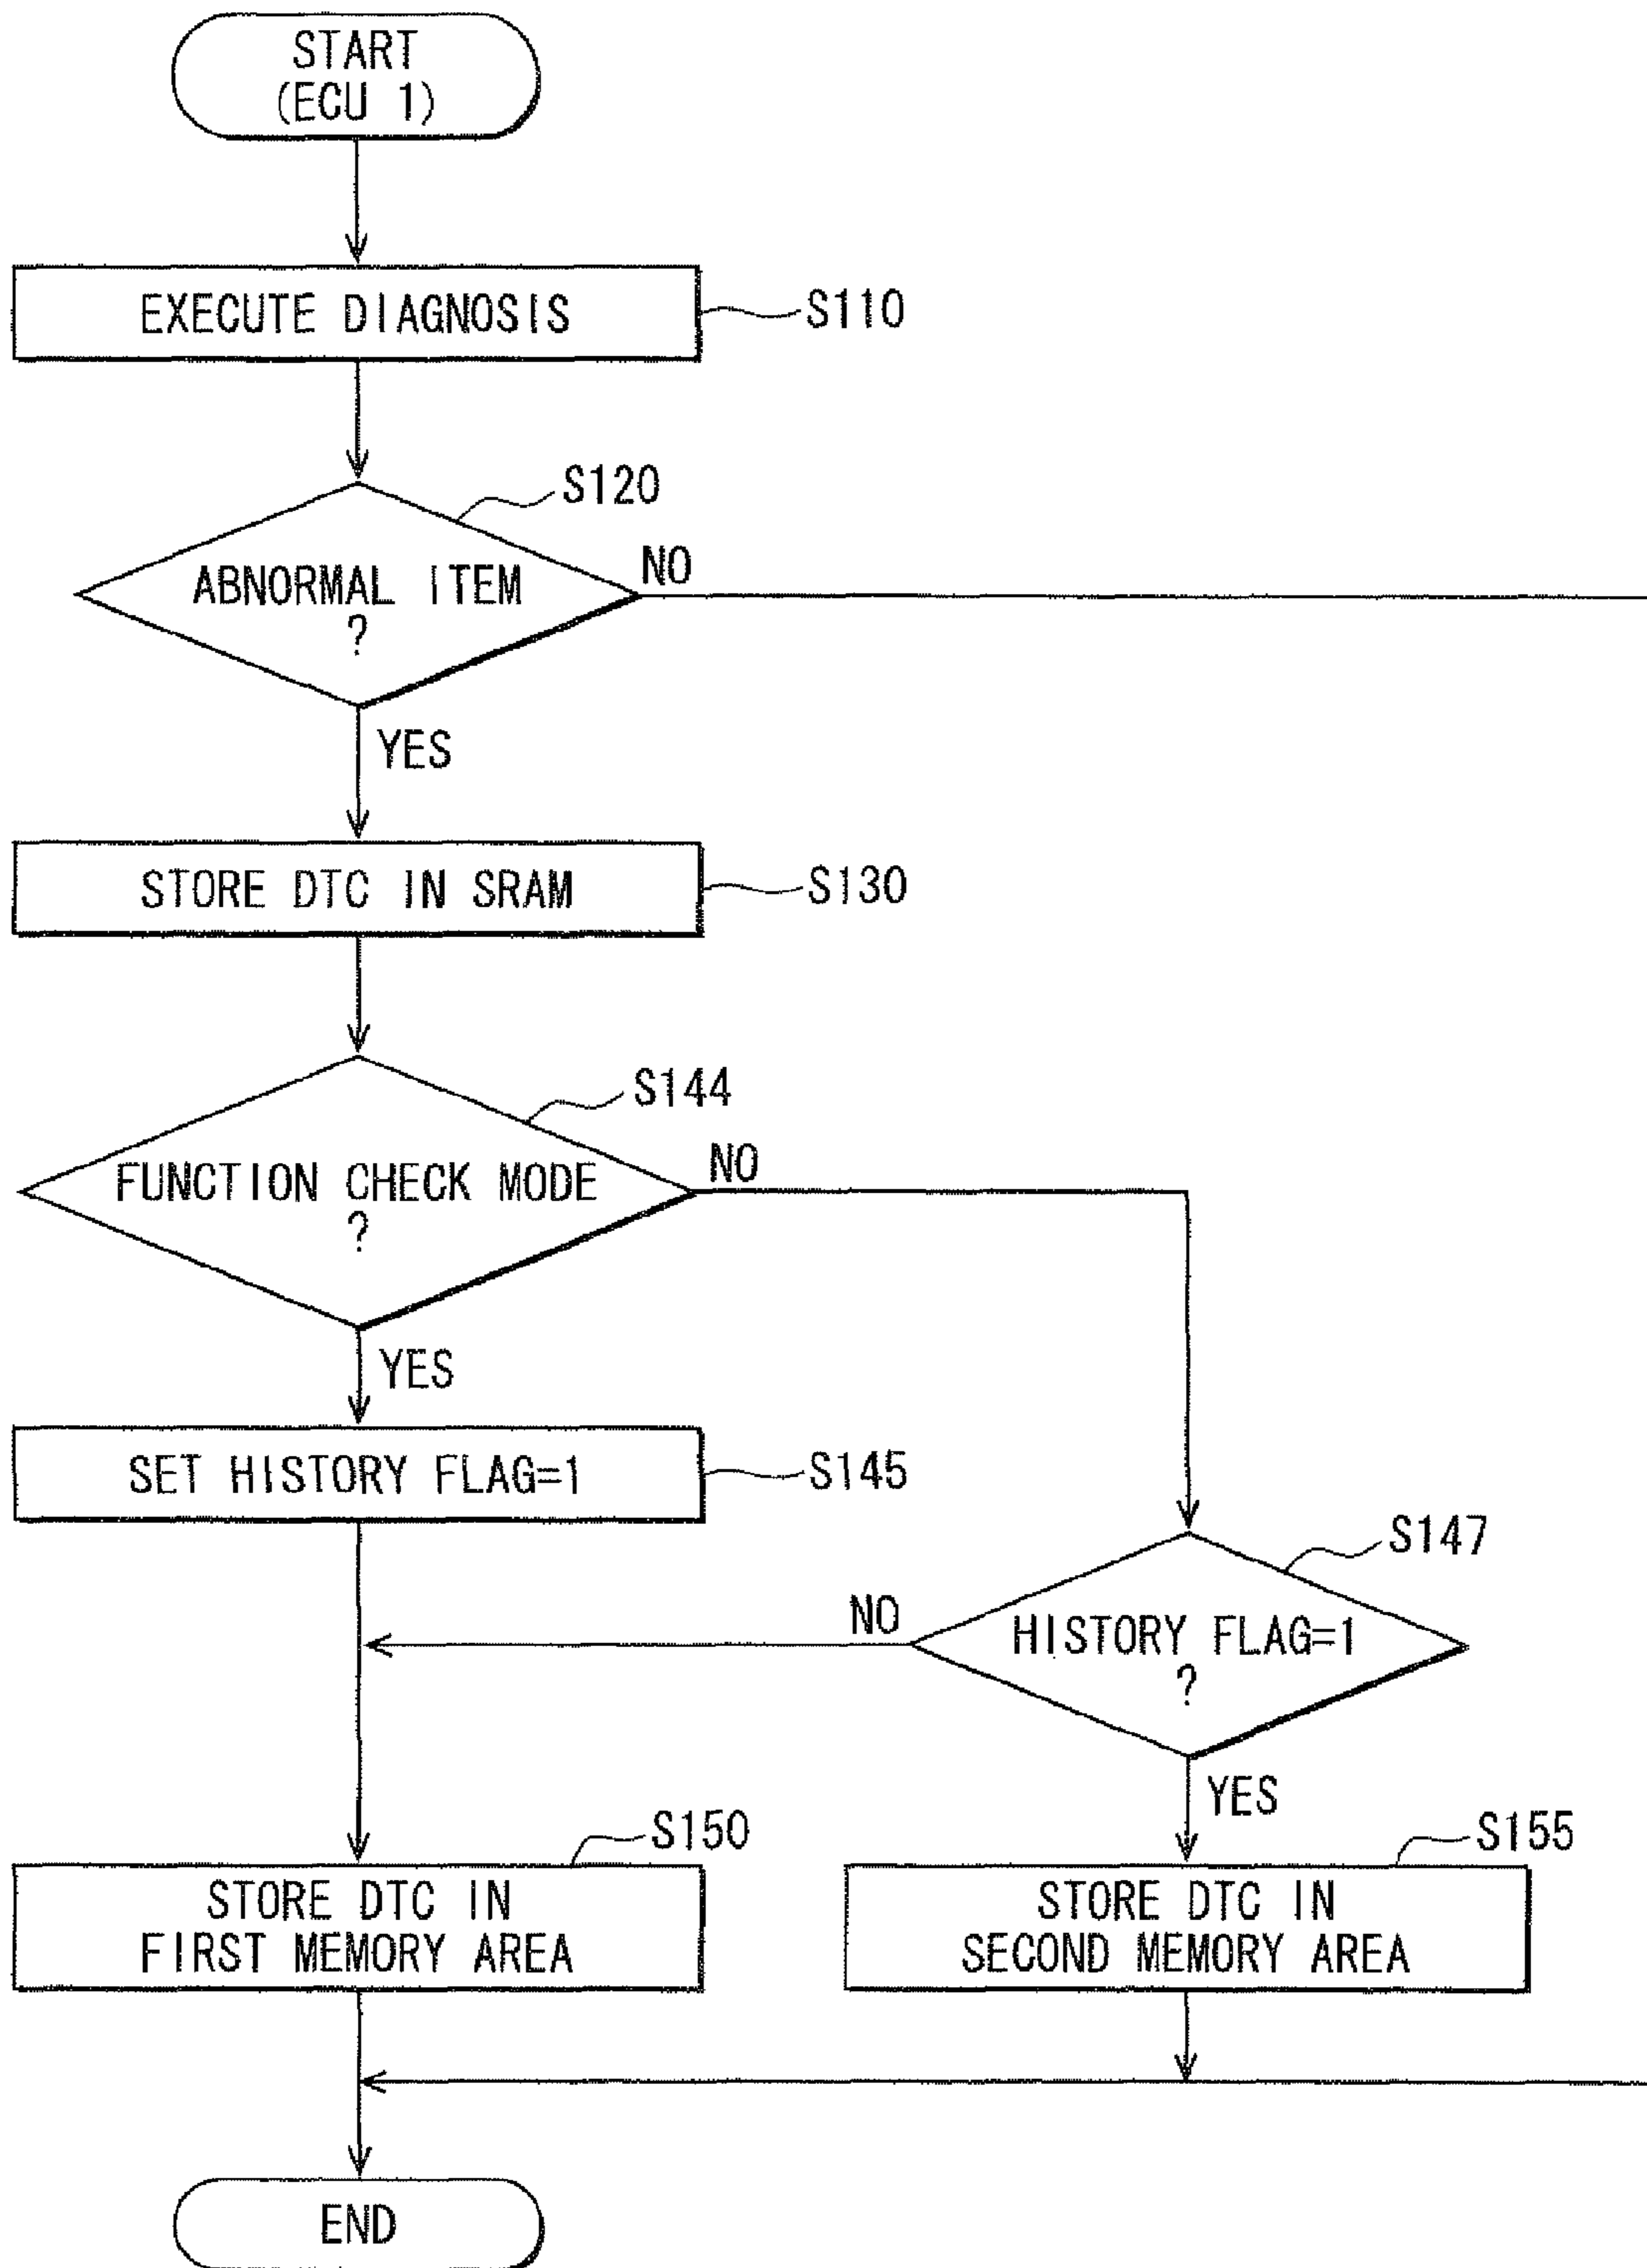 START
(ECU 1)
EXECUTE DIAGNOSIS
S110
S120
ABNORMAL ITEM
?
NO
YES
STORE DTC IN SRAM
S130
S144
FUNCTION CHECK MODE
?
NO
YES
SET HISTORY FLAG=1
S145
S147
HISTORY FLAG=1
?
NO
YES
S150
STORE DTC IN
FIRST MEMORY AREA
S155
STORE DTC IN
SECOND MEMORY AREA
END